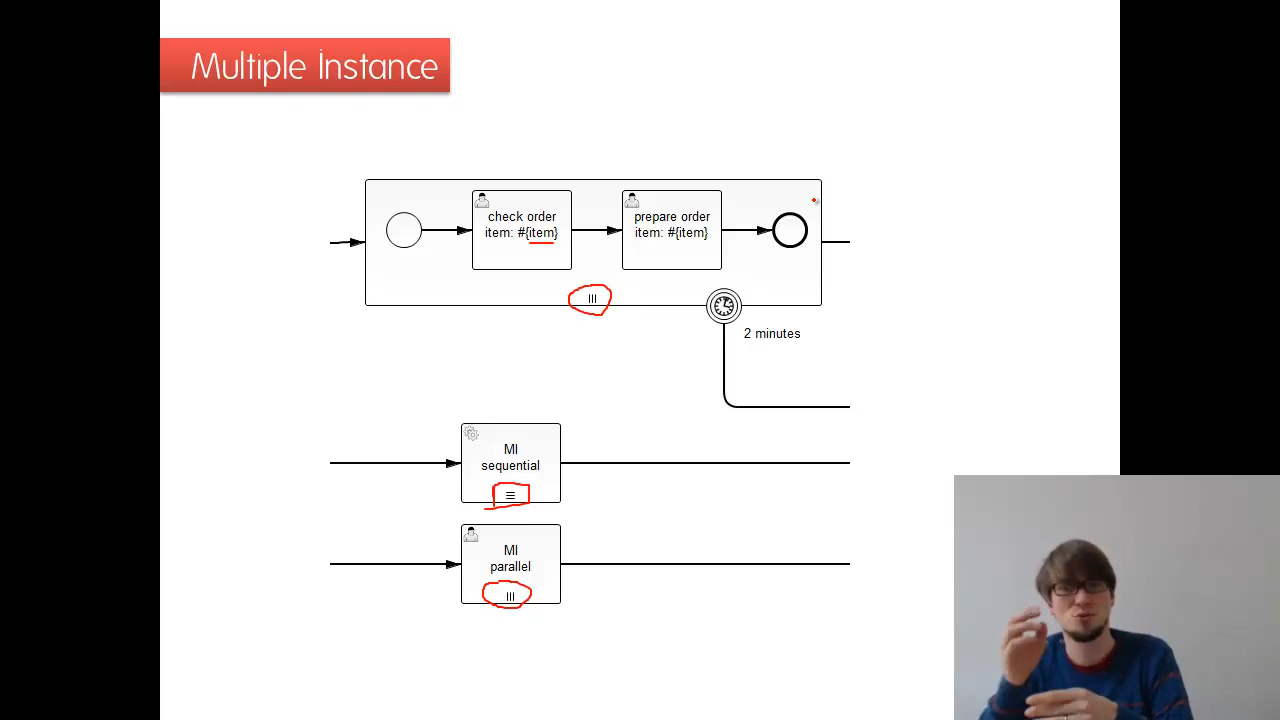 Multiple Instance
check order
item: #{item}
prepare order
item: #{item}
2 minutes
MI
sequential
MI
parallel